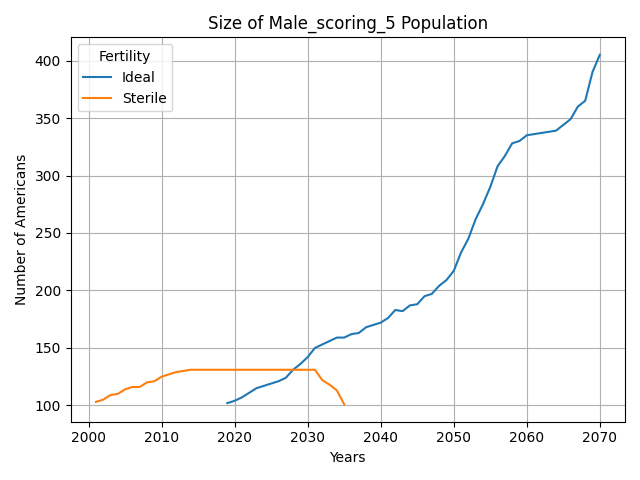 Size of Male_scoring_5 Population
Fertility
Ideal
Sterile
Number of Americans
400
350
300
250
200
150
100
2000 2010 2020 2030 2040 2050 2060 2070
Years